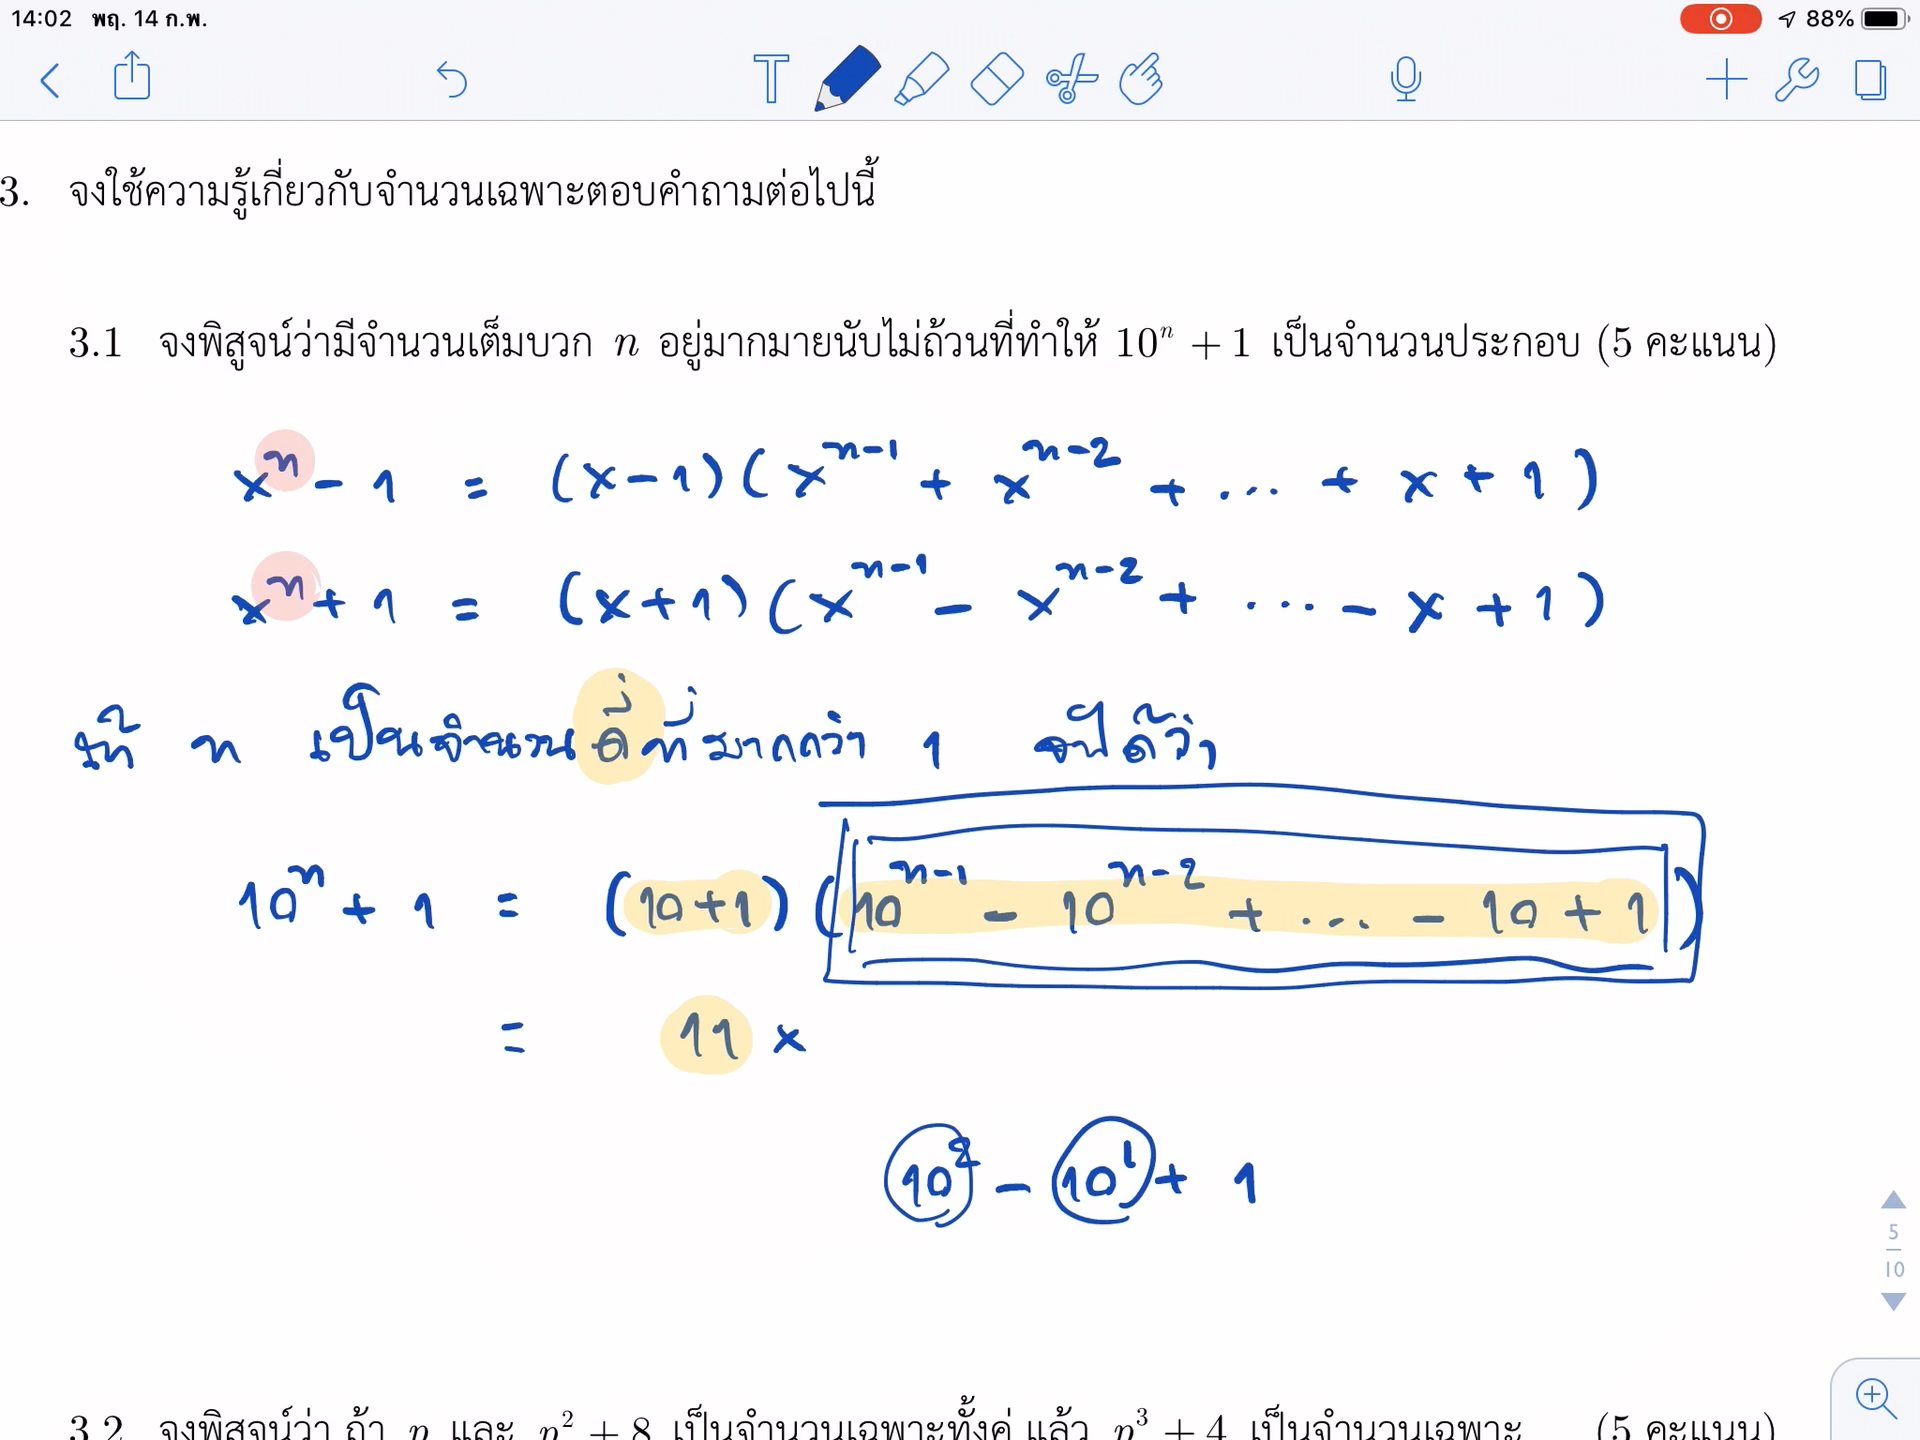 14:02 พฤ. 14 ก.พ. 88%
T
3. จงใช้ความรู้เกี่ยวกับจำนวนเฉพาะตอบคำถามต่อไปนี้
3.1 จงพิสูจน์ว่ามีจำนวนเต็มบวก n อยู่มากมายนับไม่ถ้วนที่ทำให้ 10ⁿ + 1 เป็นจำนวนประกอบ (5 คะแนน)
xⁿ - 1 = (x-1)(xⁿ⁻¹ + xⁿ⁻² + ... + x + 1)
xⁿ + 1 = (x+1)(xⁿ⁻¹ - xⁿ⁻² + ... - x + 1)
ให้ n เป็นจำนวนคี่ที่มากกว่า 1 จะได้ว่า
10ⁿ + 1 = (10+1)(10ⁿ⁻¹ - 10ⁿ⁻² + ... - 10 + 1)
= 11 ×
10² - 10¹ + 1
5
10
3.2 จงพิสูจน์ว่า ถ้า n และ n² + 8 เป็นจำนวนเฉพาะทั้งคู่ แล้ว n³ + 4 เป็นจำนวนเฉพาะ (5 คะแนน)